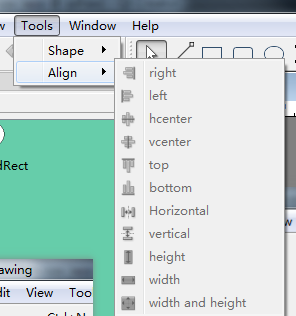 Tools Window Help
Shape
Align
right
left
hcenter
vcenter
top
bottom
Horizontal
vertical
height
width
width and height
dRect
awing
dit View Too